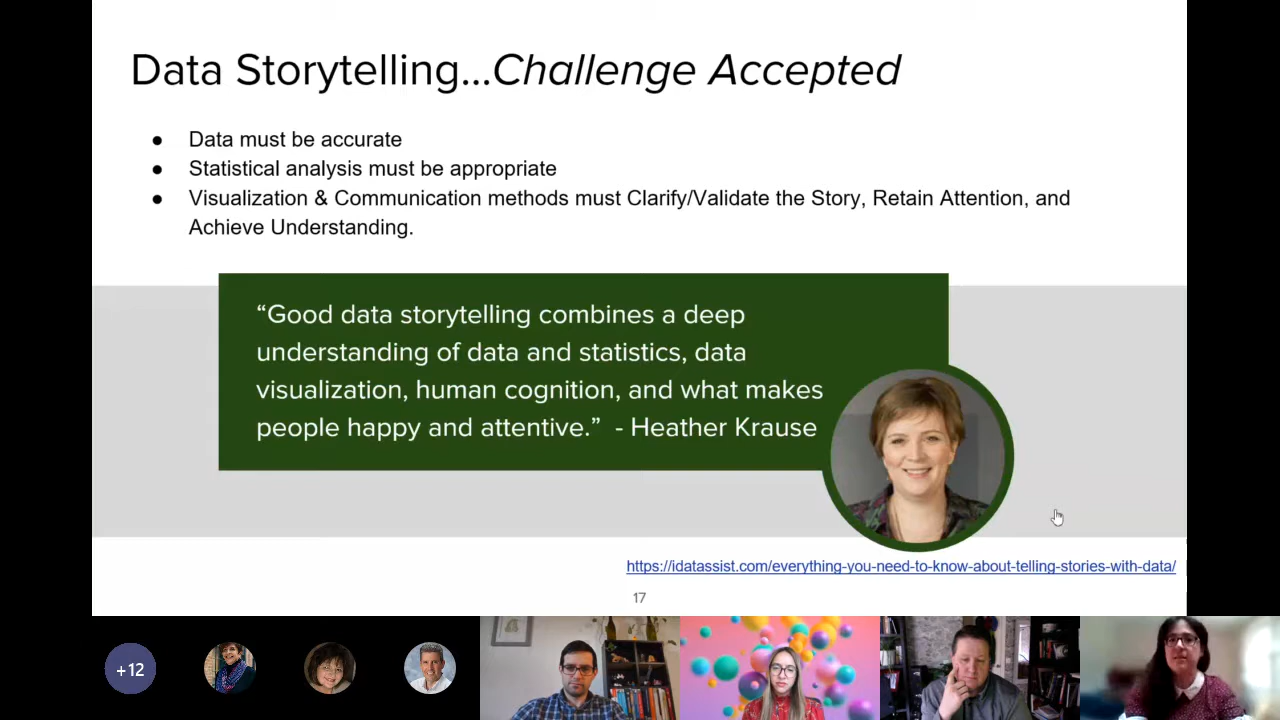 Data Storytelling...Challenge Accepted
● Data must be accurate
● Statistical analysis must be appropriate
● Visualization & Communication methods must Clarify/Validate the Story, Retain Attention, and
Achieve Understanding.
“Good data storytelling combines a deep
understanding of data and statistics, data
visualization, human cognition, and what makes
people happy and attentive.” - Heather Krause
https://idatassist.com/everything-you-need-to-know-about-telling-stories-with-data/
17
+12